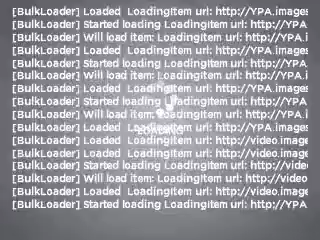 [BulkLoader] Loaded LoadingItem url: http://YPA.images
[BulkLoader] Started loading LoadingItem url: http://YPA
[BulkLoader] Will load item: LoadingItem url: http://YPA.i
[BulkLoader] Loaded LoadingItem url: http://YPA.images
[BulkLoader] Started loading LoadingItem url: http://YPA
[BulkLoader] Will load item: LoadingItem url: http://YPA.i
[BulkLoader] Loaded LoadingItem url: http://YPA.images
[BulkLoader] Started loading LoadingItem url: http://YPA
[BulkLoader] Will load item: LoadingItem url: http://YPA.i
[BulkLoader] Loaded LoadingItem url: http://YPA.images
LOADING
[BulkLoader] Loaded LoadingItem url: http://video.image
[BulkLoader] Loaded LoadingItem url: http://video.image
[BulkLoader] Started loading LoadingItem url: http://vide
[BulkLoader] Will load item: LoadingItem url: http://video
[BulkLoader] Loaded LoadingItem url: http://video.image
[BulkLoader] Started loading LoadingItem url: http://YPA